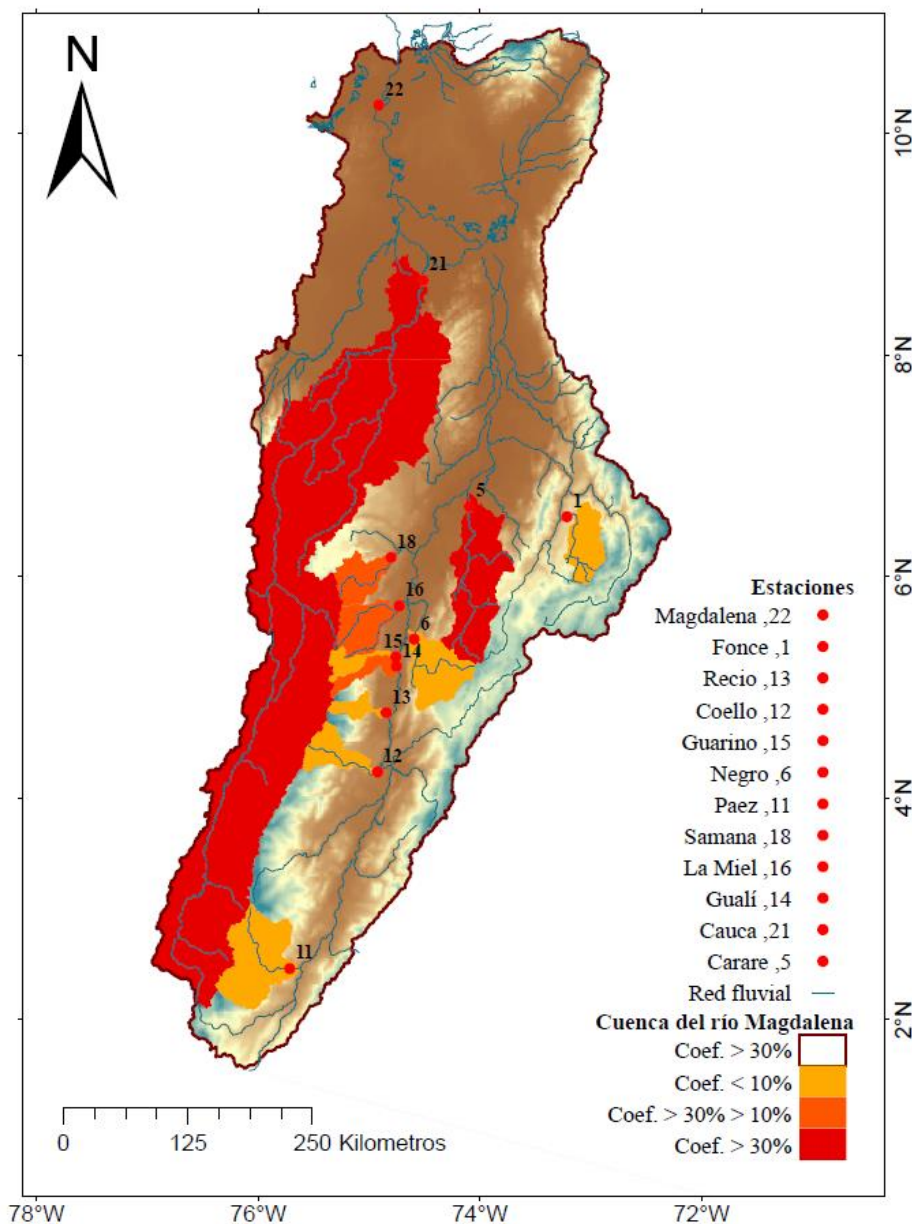 N
22
10°N
21
8°N
5
1
18
6°N
16
6
15
14
13
12
4°N
11
2°N
Estaciones
Magdalena ,22
Fonce ,1
Recio ,13
Coello ,12
Guarino ,15
Negro ,6
Paez ,11
Samana ,18
La Miel ,16
Gualí ,14
Cauca ,21
Carare ,5
Red fluvial
Cuenca del río Magdalena
Coef. > 30%
Coef. < 10%
Coef. > 30% > 10%
Coef. > 30%
0 125 250 Kilometros
78°W 76°W 74°W 72°W